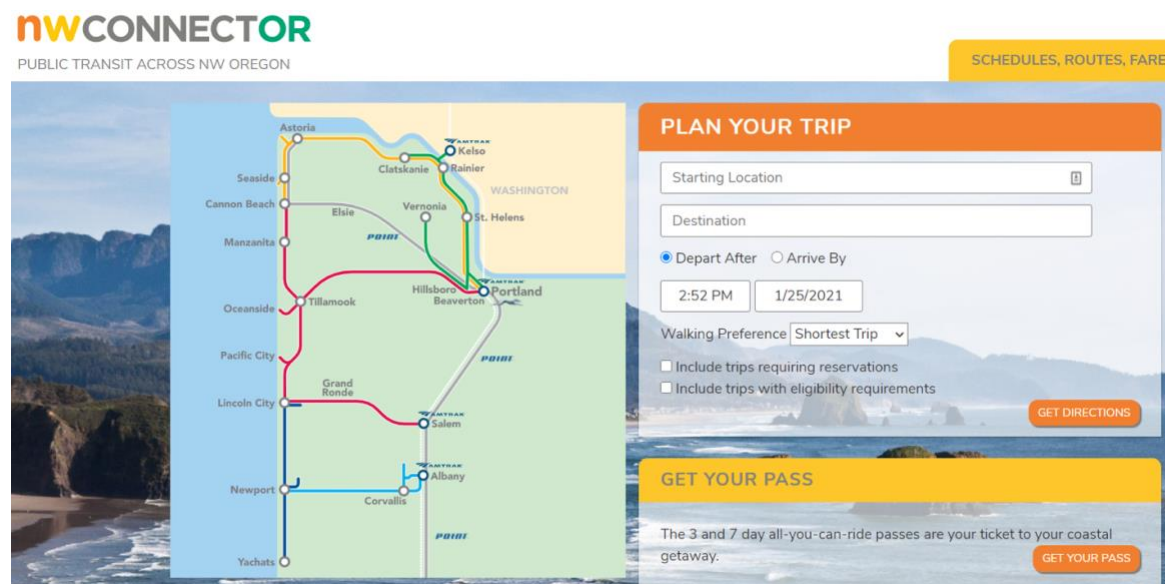 nwCONNECTOR
PUBLIC TRANSIT ACROSS NW OREGON
SCHEDULES, ROUTES, FARE
Astoria
AMTRAK
Kelso
Clatskanie
Rainier
Seaside
WASHINGTON
Cannon Beach
Elsie
Vernonia
St. Helens
Manzanita
POINT
AMTRAK
Hillsboro
Portland
Beaverton
Oceanside
Tillamook
Pacific City
POINT
Grand
Ronde
Lincoln City
AMTRAK
Salem
AMTRAK
Albany
Newport
Corvallis
POINT
Yachats
PLAN YOUR TRIP
Starting Location
Destination
Depart After Arrive By
2:52 PM 1/25/2021
Walking Preference Shortest Trip
Include trips requiring reservations
Include trips with eligibility requirements
GET DIRECTIONS
GET YOUR PASS
The 3 and 7 day all-you-can-ride passes are your ticket to your coastal
getaway.
GET YOUR PASS